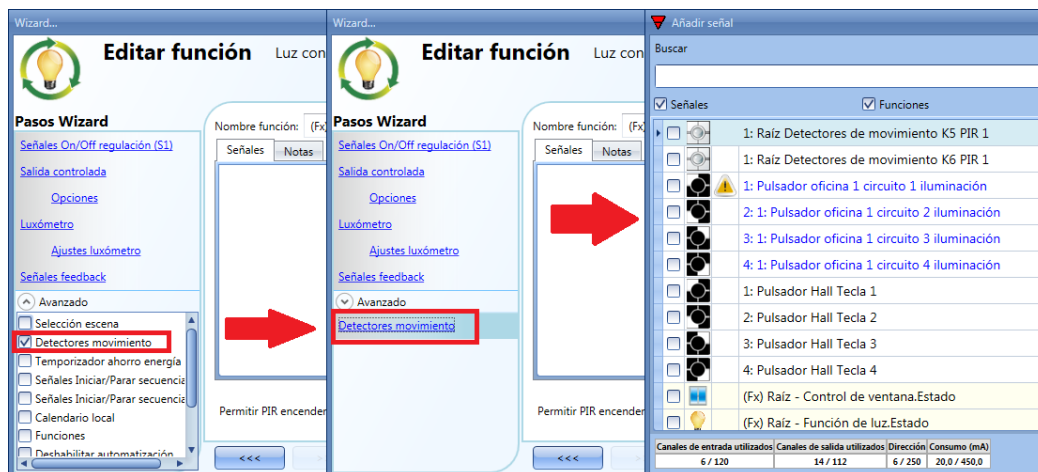 Wizard...
Editar función Luz con
Pasos Wizard
Señales On/Off regulación (S1)
Salida controlada
Opciones
Luxómetro
Ajustes luxómetro
Señales feedback
Avanzado
Selección escena
Detectores movimiento
Temporizador ahorro energía
Señales Iniciar/Parar secuencia
Señales Iniciar/Parar secuencia
Calendario local
Funciones
Deshabilitar automatización
Nombre función: (Fx
Señales Notas
Permitir PIR encender
<<<
Wizard...
Editar función Luz con
Pasos Wizard
Señales On/Off regulación (S1)
Salida controlada
Opciones
Luxómetro
Ajustes luxómetro
Señales feedback
Avanzado
Detectores movimiento
Nombre función: (Fx
Señales Notas
Permitir PIR encender
<<<
Añadir señal
Buscar
Señales Funciones
1: Raíz Detectores de movimiento K5 PIR 1
1: Raíz Detectores de movimiento K6 PIR 1
1: Pulsador oficina 1 circuito 1 iluminación
2: 1: Pulsador oficina 1 circuito 2 iluminación
3: 1: Pulsador oficina 1 circuito 3 iluminación
4: 1: Pulsador oficina 1 circuito 4 iluminación
1: Pulsador Hall Tecla 1
2: Pulsador Hall Tecla 2
3: Pulsador Hall Tecla 3
4: Pulsador Hall Tecla 4
(Fx) Raíz - Control de ventana.Estado
(Fx) Raíz - Función de luz.Estado
Canales de entrada utilizados Canales de salida utilizados Dirección Consumo (mA)
6 / 120 14 / 112 6 / 250 20,0 / 450,0